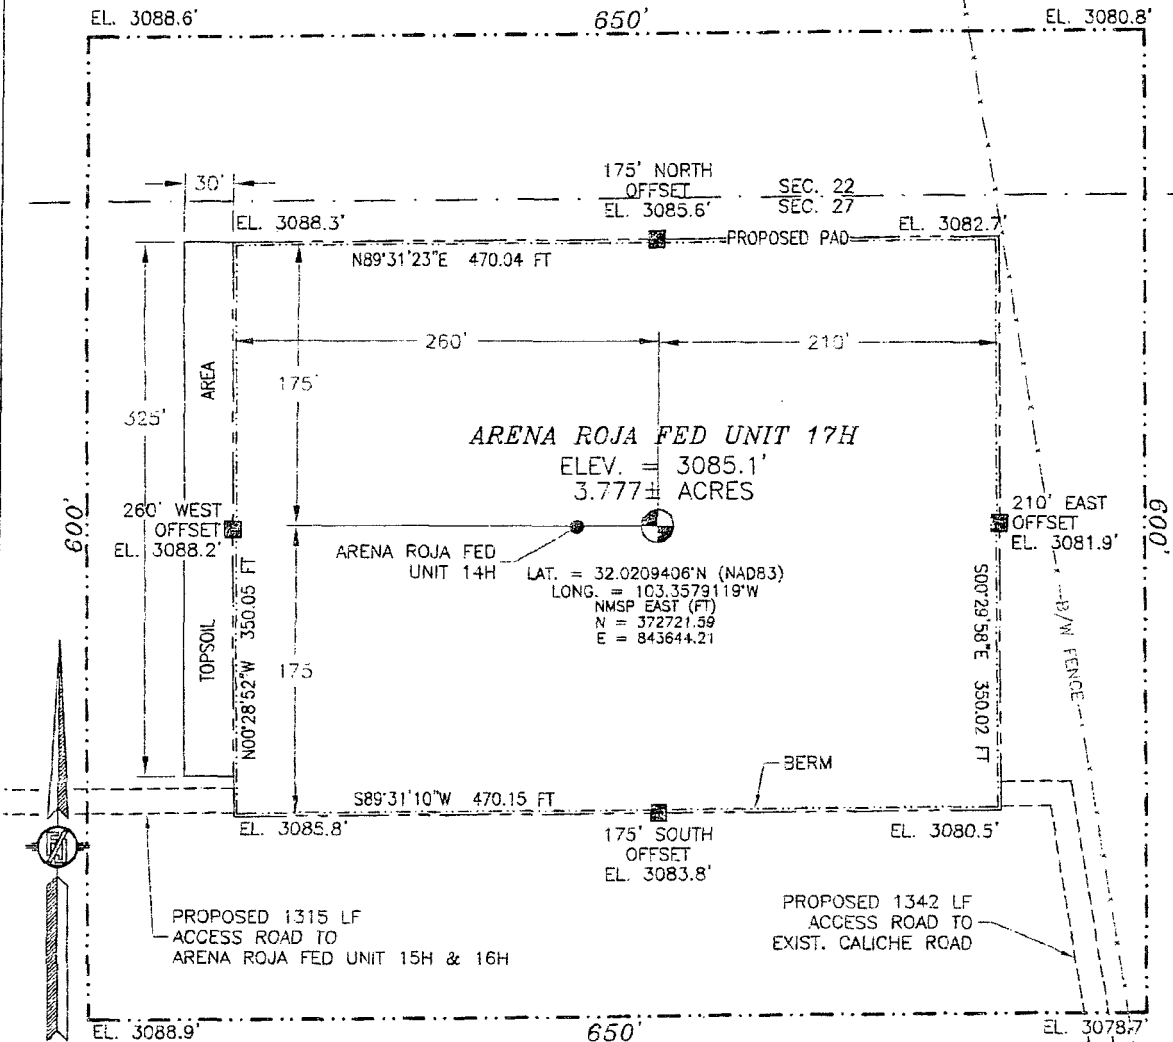 EL. 3088.6'
650'
EL. 3080.8'
30'
175' NORTH
OFFSET
EL. 3085.6'
SEC. 22
SEC. 27
EL. 3088.3'
EL. 3082.7'
PROPOSED PAD
N89°31'23"E 470.04 FT
260'
210'
AREA
175'
325'
ARENA ROJA FED UNIT 17H
ELEV. = 3085.1'
3.777± ACRES
600'
260' WEST
OFFSET
EL. 3088.2'
210' EAST
OFFSET
EL. 3081.9'
600'
ARENA ROJA FED
UNIT 14H
LAT. = 32.0209406°N (NAD83)
LONG. = 103.3579119°W
NMSP EAST (FT)
N = 372721.59
E = 843644.21
N00°28'52"W 350.05 FT
S00°29'58"E 350.02 FT
B/W FENCE
TOPSOIL
175
BERM
S89°31'10"W 470.15 FT
EL. 3085.8'
175' SOUTH
OFFSET
EL. 3083.8'
EL. 3080.5'
PROPOSED 1315 LF
ACCESS ROAD TO
ARENA ROJA FED UNIT 15H & 16H
PROPOSED 1342 LF
ACCESS ROAD TO
EXIST. CALICHE ROAD
EL. 3088.9'
650'
EL. 3078.7'